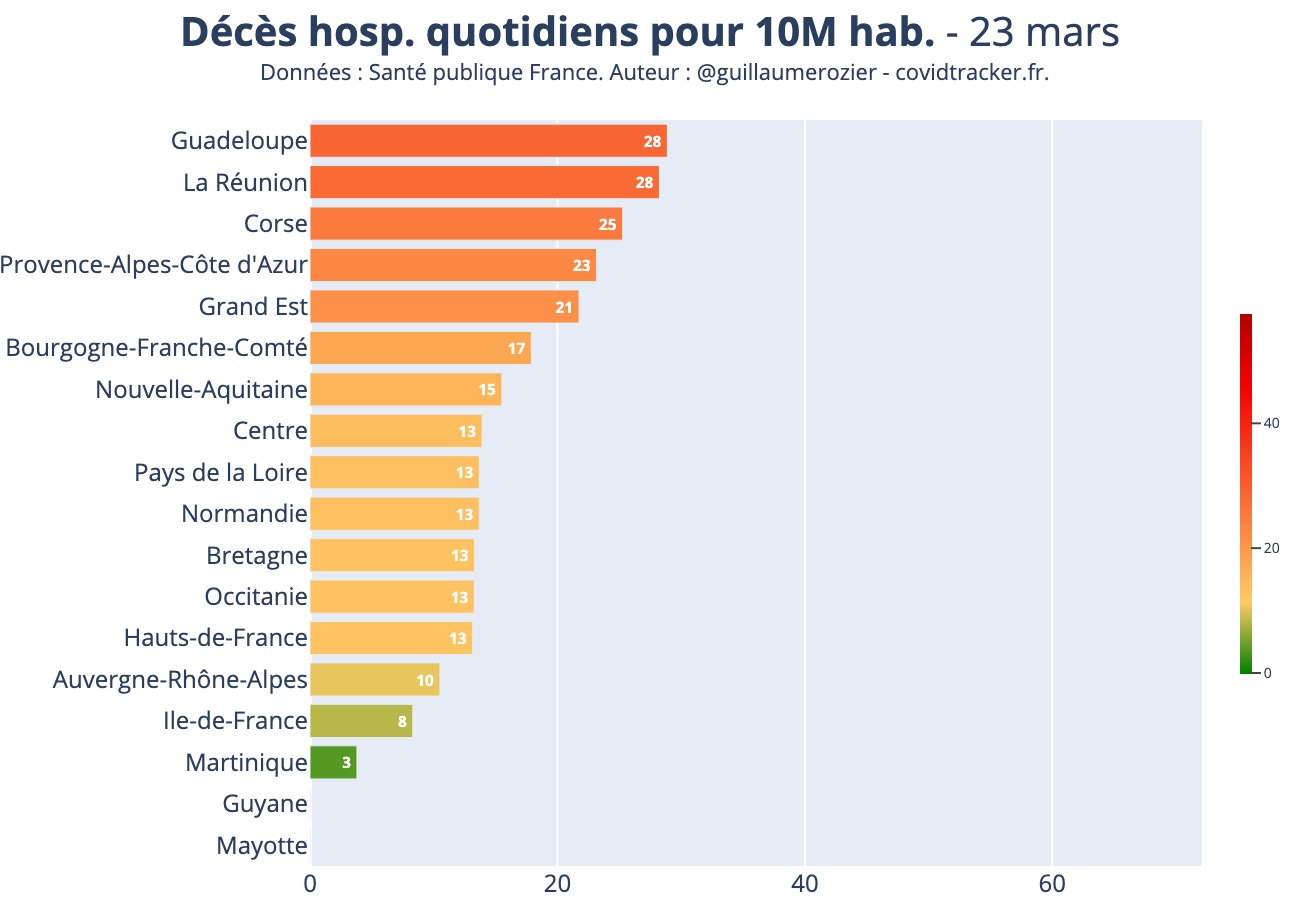 Décès hosp. quotidiens pour 10M hab. - 23 mars
Données : Santé publique France. Auteur : @guillaumerozier - covidtracker.fr.
Guadeloupe 28
La Réunion 28
Corse 25
Provence-Alpes-Côte d'Azur 23
Grand Est 21
Bourgogne-Franche-Comté 17
Nouvelle-Aquitaine 15
Centre 13
Pays de la Loire 13
Normandie 13
Bretagne 13
Occitanie 13
Hauts-de-France 13
Auvergne-Rhône-Alpes 10
Ile-de-France 8
Martinique 3
Guyane
Mayotte
0 20 40 60
40
20
0